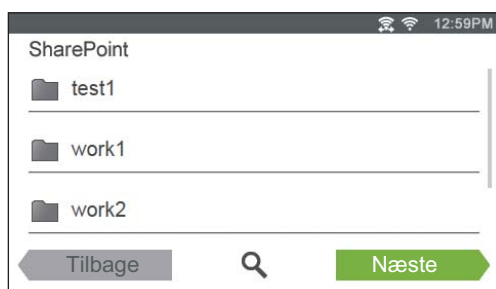 12:59PM
SharePoint
test1
work1
work2
Tilbage
Næste